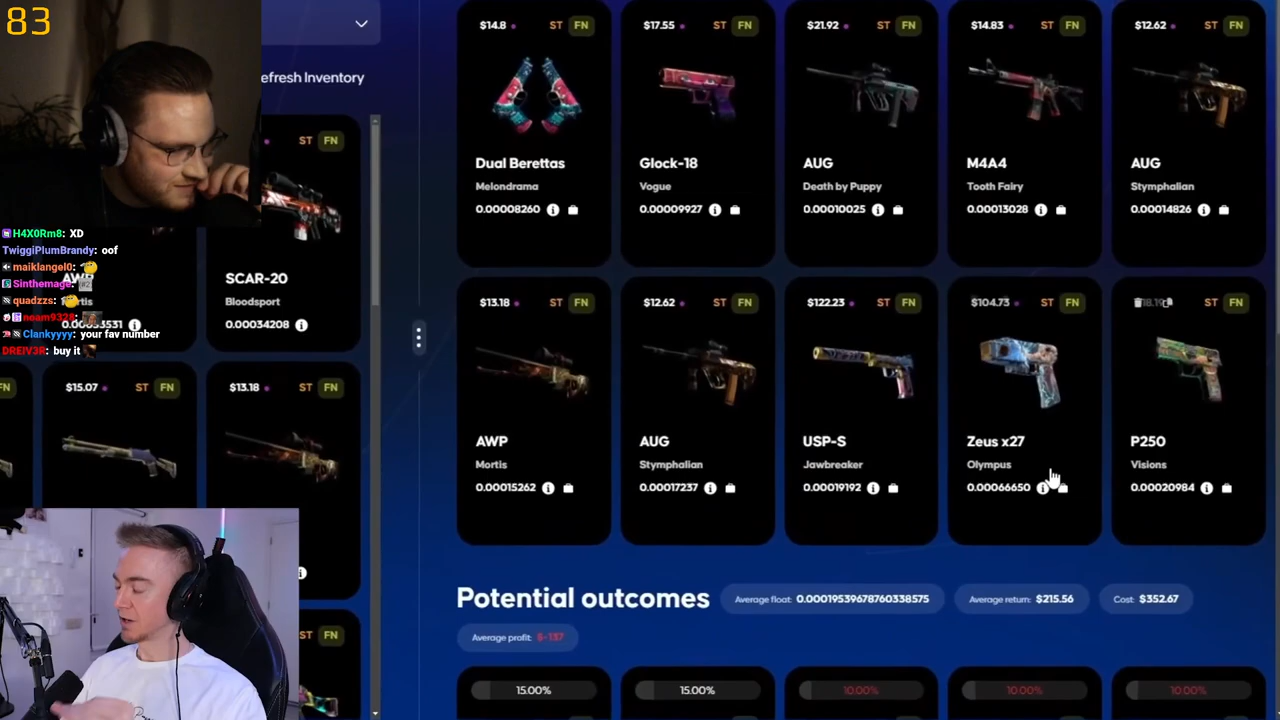 83
efresh Inventory
ST FN
SCAR-20
Bloodsport
0.00034208
H4X0Rm8: XD
TwiggiPlumBrandy: oof
maiklangel0:
Sinthemage:
quadzzs:
noam9328:
Clankyyyy: your fav number
DREIV3R: buy it
FN
$15.07 ST FN
$13.18 ST FN
ST FN
$14.8 ST FN
Dual Berettas
Melondrama
0.00008260
$17.55 ST FN
Glock-18
Vogue
0.00009927
$21.92 ST FN
AUG
Death by Puppy
0.00010025
$14.83 ST FN
M4A4
Tooth Fairy
0.00013028
$12.62 ST FN
AUG
Stymphalian
0.00014826
$13.18 ST FN
AWP
Mortis
0.00015262
$12.62 ST FN
AUG
Stymphalian
0.00017237
$122.23 ST FN
USP-S
Jawbreaker
0.00019192
$104.73 ST FN
Zeus x27
Olympus
0.00066650
ST FN
P250
Visions
0.00020984
Potential outcomes
Average float: 0.00019539678760338575
Average return: $215.56
Cost: $352.67
Average profit: $-137
15.00%
15.00%
10.00%
10.00%
10.00%